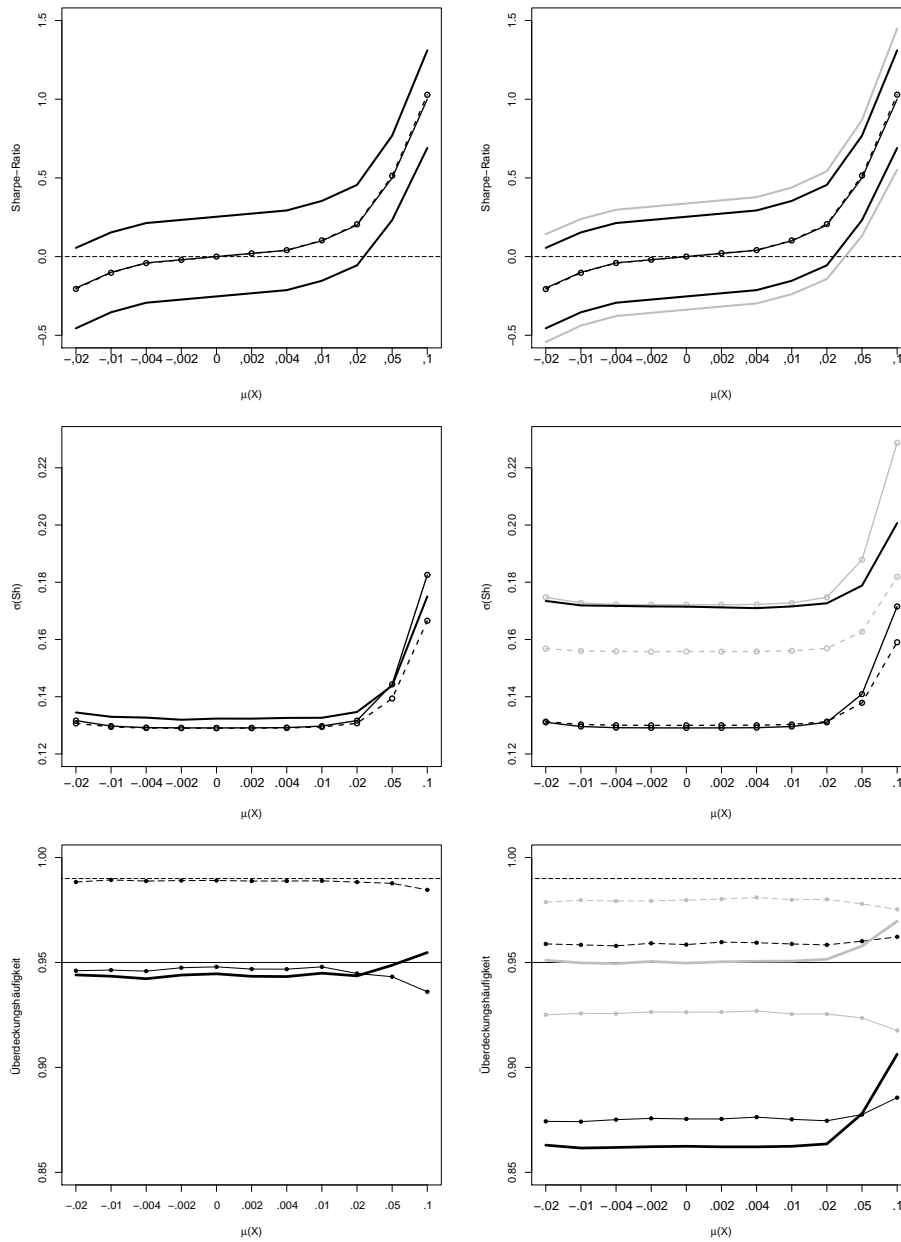 1.5
1.0
0.5
0.0
−0.5
Sharpe−Ratio
−,02 −,01 −,004 −,002 0 ,002 ,004 ,01 ,02 ,05 ,1
μ(X)
1.5
1.0
0.5
0.0
−0.5
Sharpe−Ratio
−,02 −,01 −,004 −,002 0 ,002 ,004 ,01 ,02 ,05 ,1
μ(X)
0.22
0.20
0.18
0.16
0.14
0.12
σ(Sh)
−.02 −.01 −.004 −.002 0 .002 .004 .01 .02 .05 .1
μ(X)
0.22
0.20
0.18
0.16
0.14
0.12
σ(Sh)
−.02 −.01 −.004 −.002 0 .002 .004 .01 .02 .05 .1
μ(X)
1.00
0.95
0.90
0.85
Überdeckungshäufigkeit
−.02 −.01 −.004 −.002 0 .002 .004 .01 .02 .05 .1
μ(X)
1.00
0.95
0.90
0.85
Überdeckungshäufigkeit
−.02 −.01 −.004 −.002 0 .002 .004 .01 .02 .05 .1
μ(X)